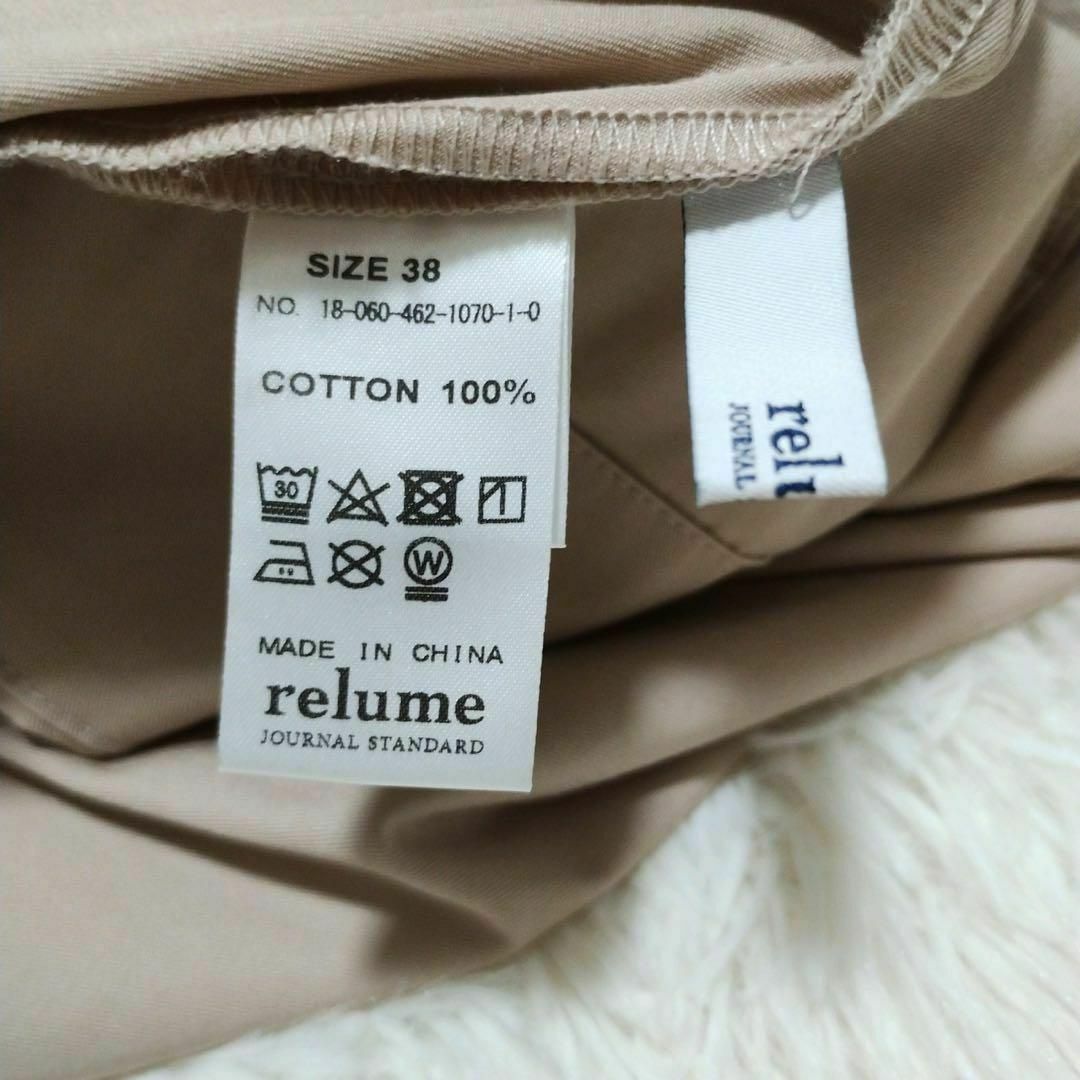 SIZE 38
NO. 18-060-462-1070-1-0
COTTON 100%
30
W
MADE IN CHINA
relume
JOURNAL STANDARD
relu
JOURNAL